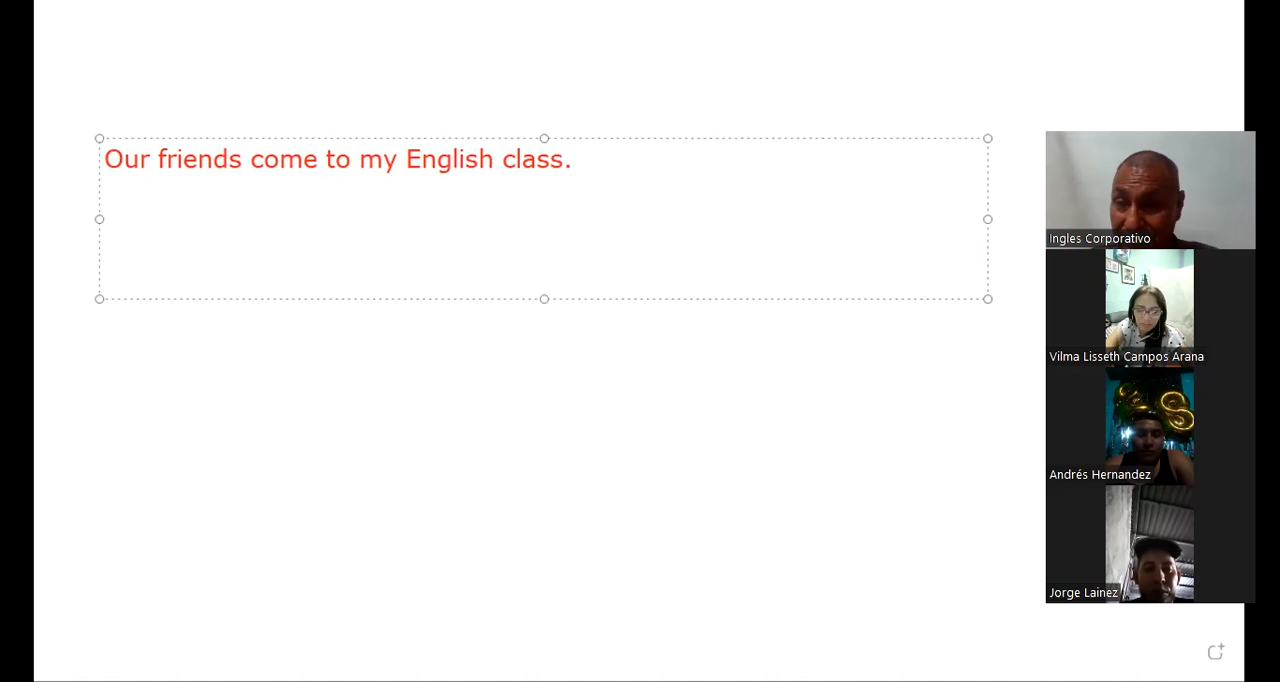 Our friends come to my English class.
Ingles Corporativo
Vilma Lisseth Campos Arana
Andrés Hernandez
Jorge Lainez